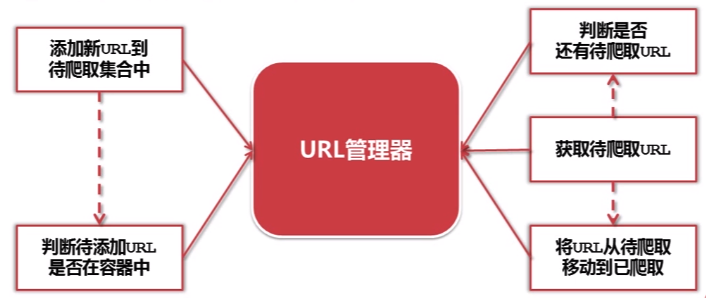 添加新URL到
待爬取集合中
判断待添加URL
是否在容器中
URL管理器
判断是否
还有待爬取URL
获取待爬取URL
将URL从待爬取
移动到已爬取